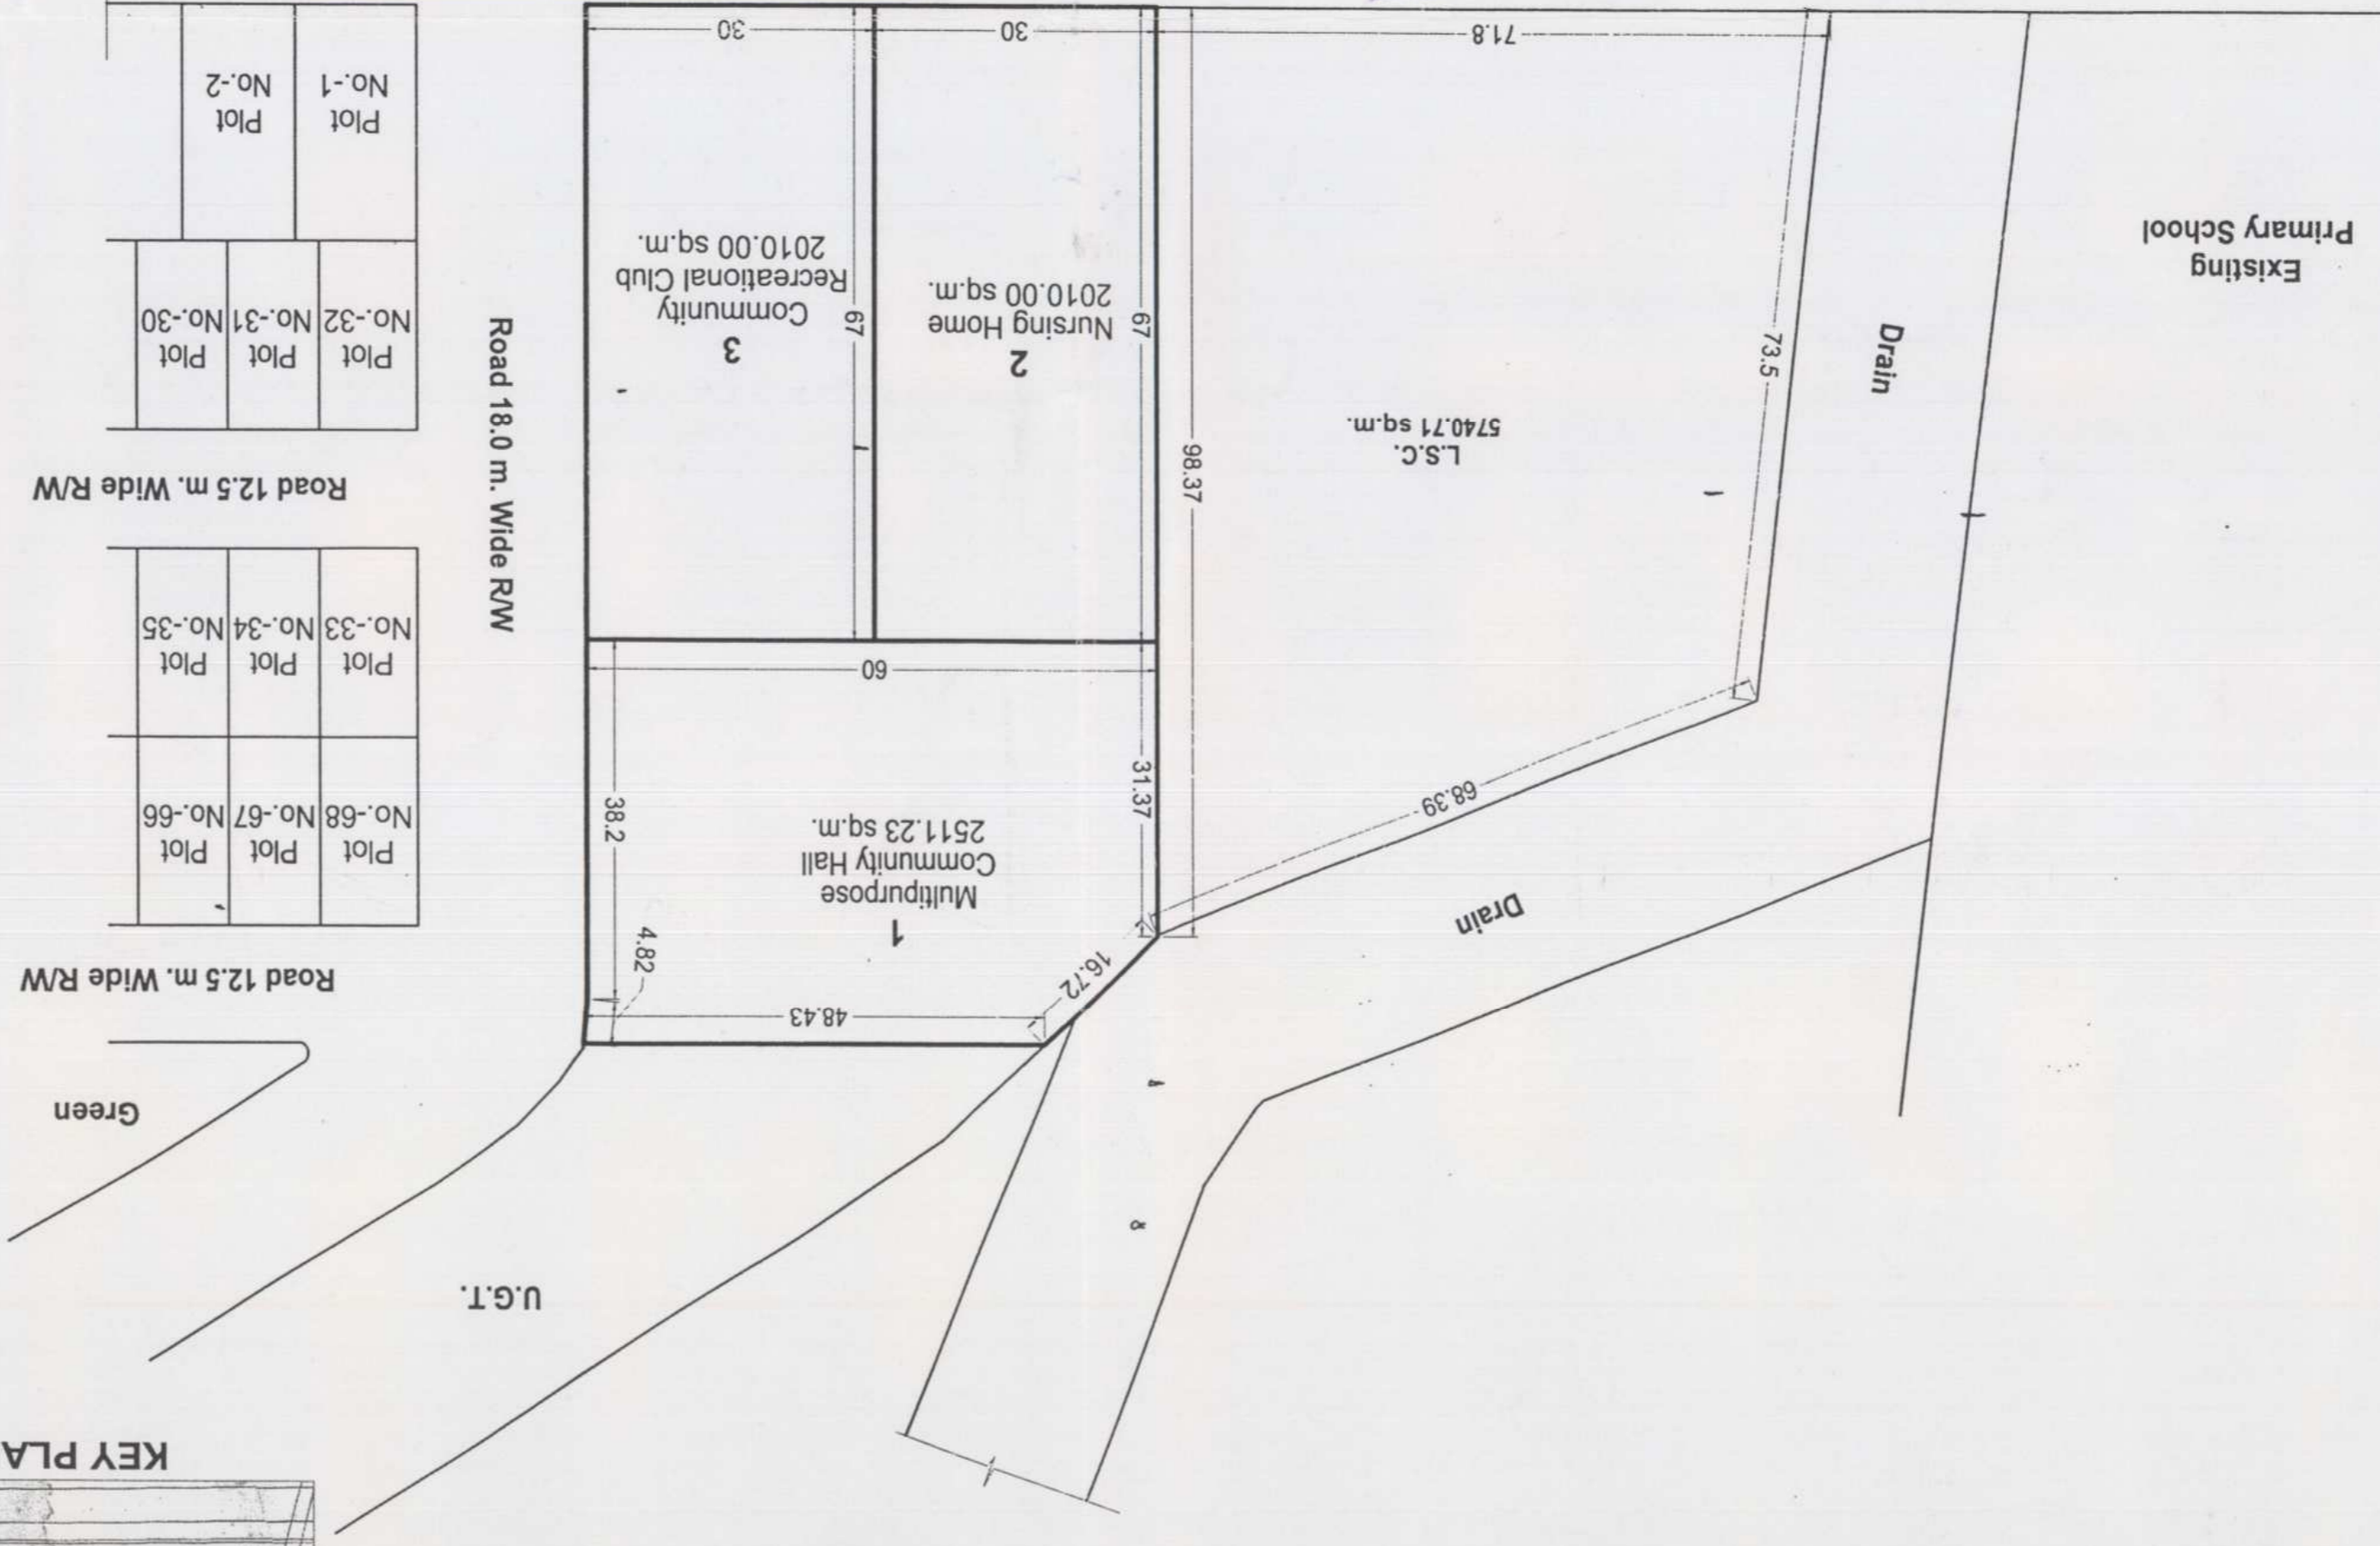 KEY PLA
Green
U.G.T.
Road 12.5 m. Wide R/W
Drain
48.43
16.72
4.82
1
Multipurpose
Community Hall
2511.23 sq.m.
38.2
31.37
60
68.39
Plot
No.-68
Plot
No.-67
Plot
No.-66
Plot
No.-33
Plot
No.-34
Plot
No.-35
Road 12.5 m. Wide R/W
Road 18.0 m. Wide R/W
L.S.C.
5740.71 sq.m.
98.37
73.5
Drain
Existing
Primary School
2
Nursing Home
2010.00 sq.m.
67
3
Community
Recreational Club
2010.00 sq.m.
67
Plot
No.-32
Plot
No.-31
Plot
No.-30
Plot
No.-1
Plot
No.-2
71.8
30
30